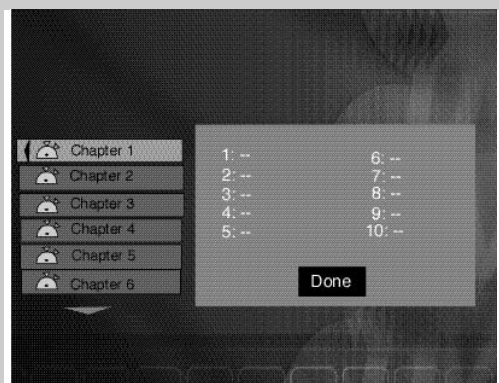 Chapter 1
Chapter 2
Chapter 3
Chapter 4
Chapter 5
Chapter 6
1: --
2: --
3: --
4: --
5: --
6: --
7: --
8: --
9: --
10: --
Done